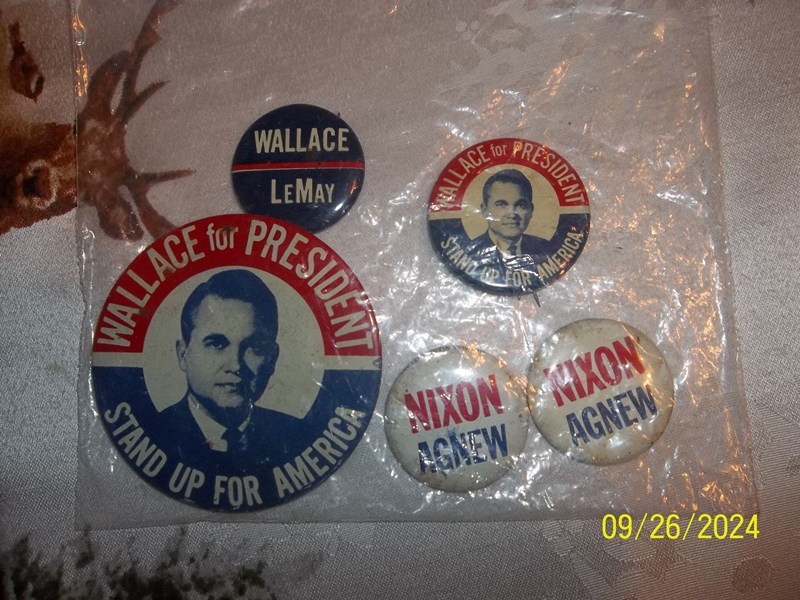 WALLACE
LEMAY
WALLACE for PRESIDENT
STAND UP FOR AMERICA
WALLACE for PRESIDENT
STAND UP FOR AMERICA
NIXON
AGNEW
NIXON
AGNEW
09/26/2024